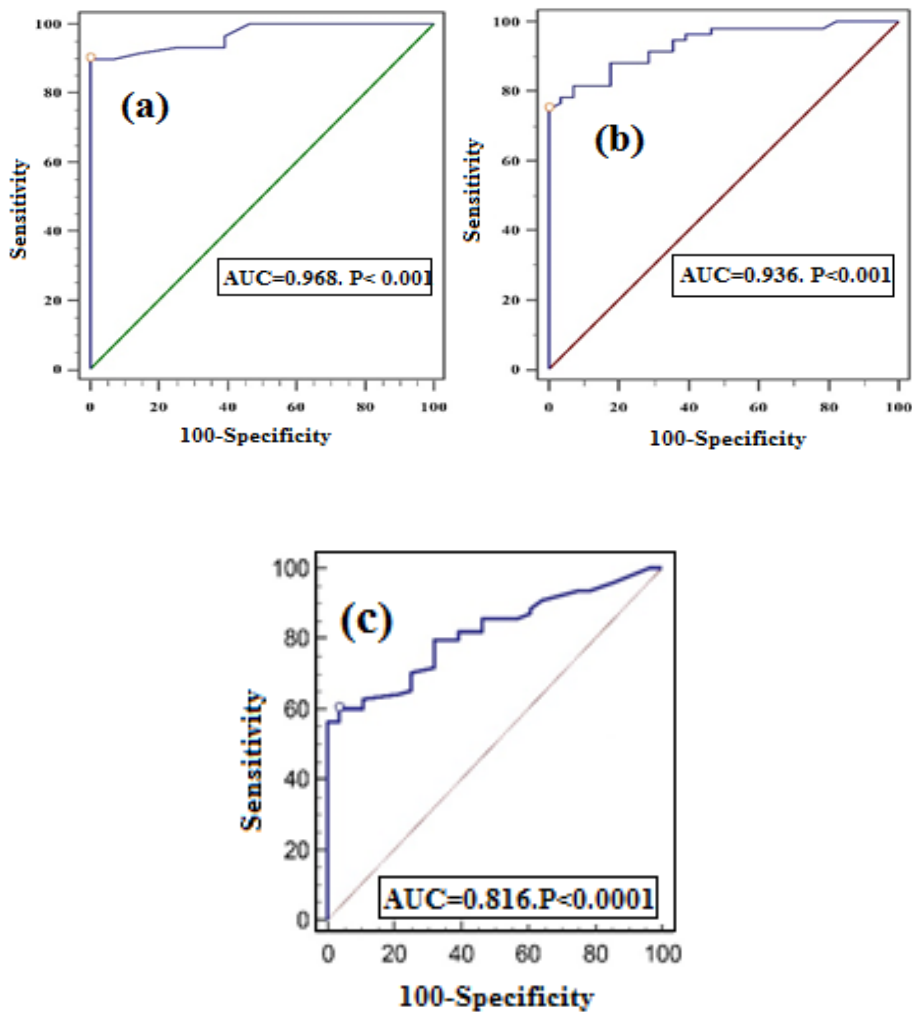 100
80
60
40
20
0
Sensitivity
(a)
AUC=0.968. P< 0.001
0 20 40 60 80 100
100-Specificity
100
80
60
40
20
0
Sensitivity
(b)
AUC=0.936. P<0.001
0 20 40 60 80 100
100-Specificity
100
80
60
40
20
0
Sensitivity
(c)
AUC=0.816.P<0.0001
0 20 40 60 80 100
100-Specificity